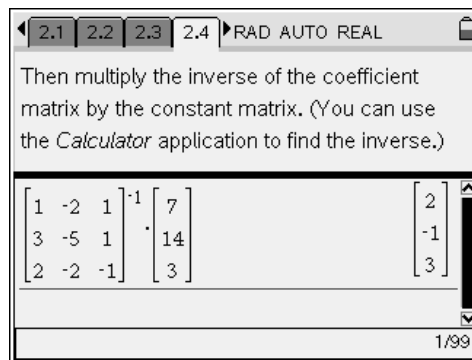 2.1 2.2 2.3 2.4 RAD AUTO REAL
Then multiply the inverse of the coefficient
matrix by the constant matrix. (You can use
the Calculator application to find the inverse.)
[1 -2 1]-1 [7] [2]
[3 -5 1] · [14] [-1]
[2 -2 -1] [3] [3]
1/99